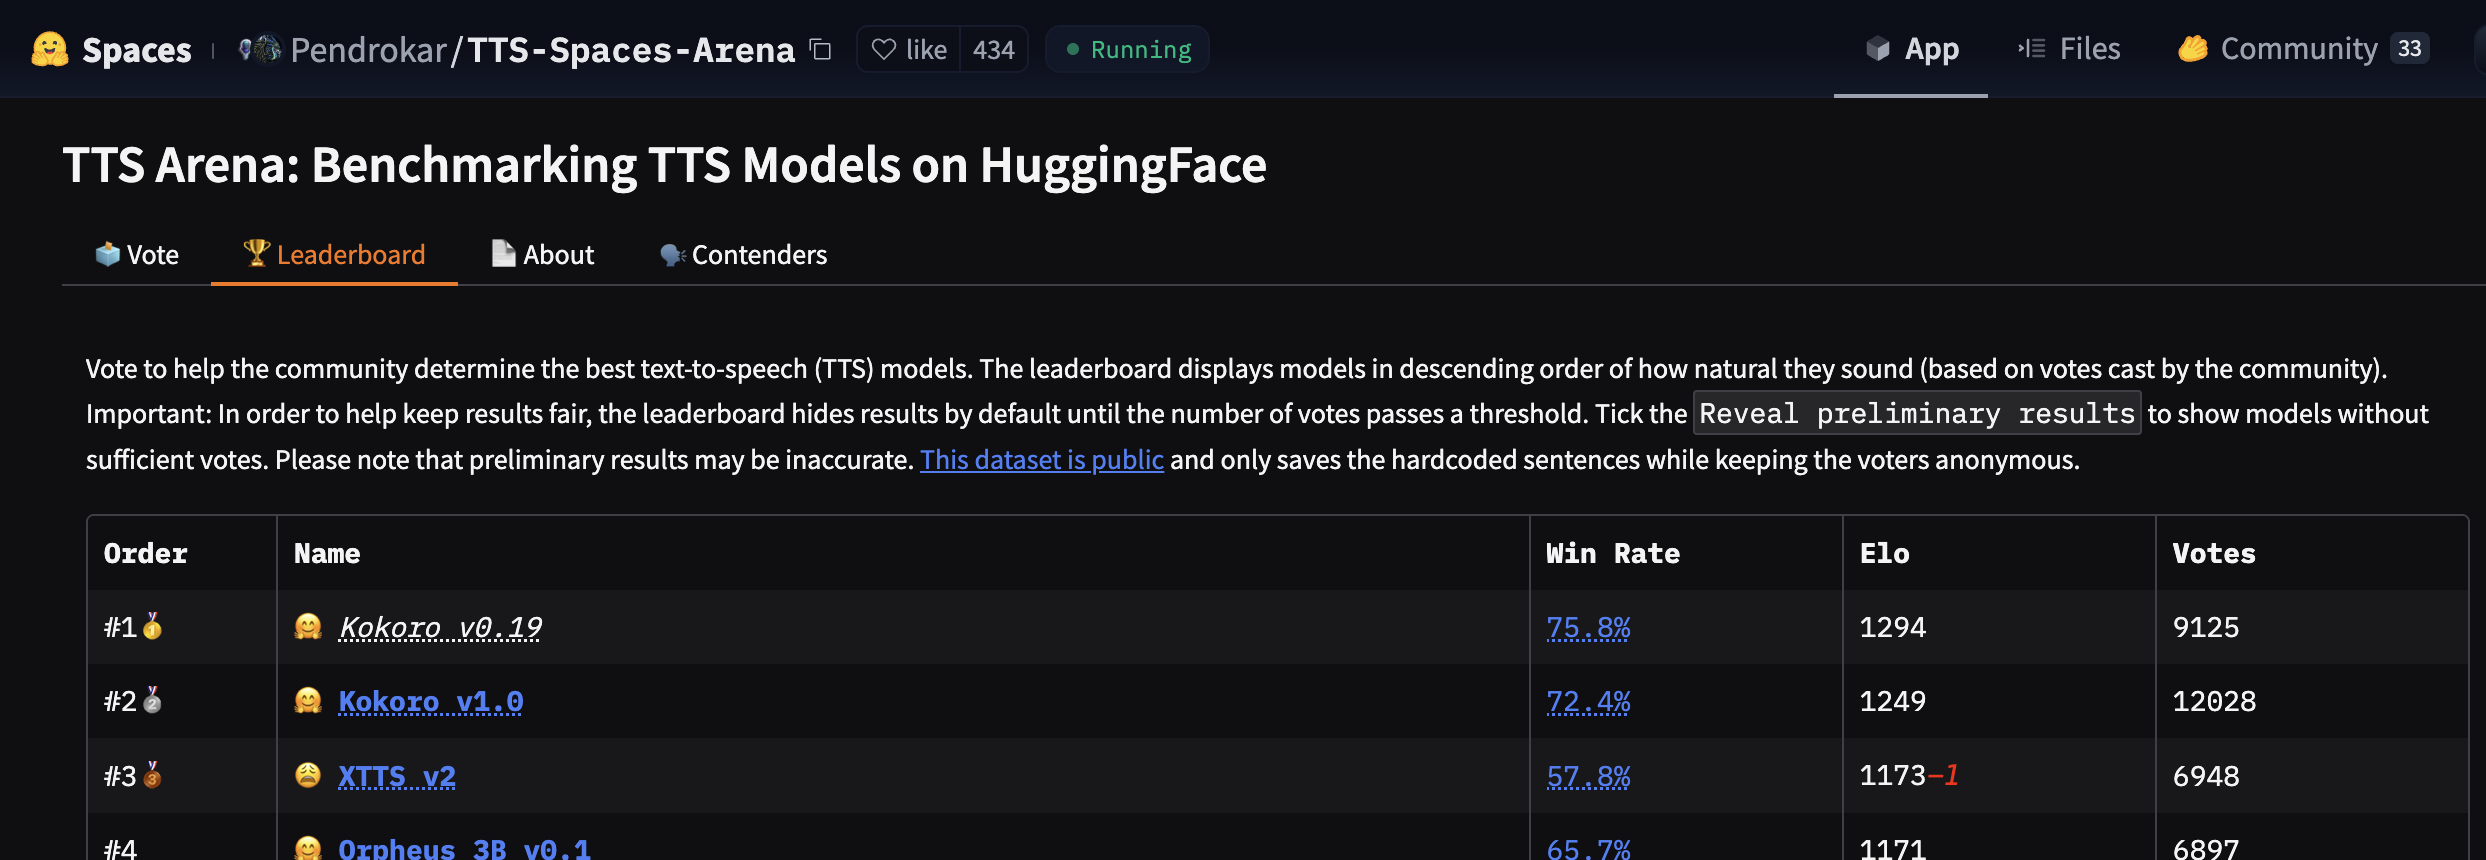 Spaces
Pendrokar/TTS-Spaces-Arena
like 434
Running
App
Files
Community 33
TTS Arena: Benchmarking TTS Models on HuggingFace
Vote
Leaderboard
About
Contenders
Vote to help the community determine the best text-to-speech (TTS) models. The leaderboard displays models in descending order of how natural they sound (based on votes cast by the community).
Important: In order to help keep results fair, the leaderboard hides results by default until the number of votes passes a threshold. Tick the Reveal preliminary results to show models without
sufficient votes. Please note that preliminary results may be inaccurate. This dataset is public and only saves the hardcoded sentences while keeping the voters anonymous.
Order Name Win Rate Elo Votes
#1🥇 🤗 Kokoro v0.19 75.8% 1294 9125
#2🥈 🤗 Kokoro v1.0 72.4% 1249 12028
#3🥉 😩 XTTS v2 57.8% 1173−1 6948
#4 🤗 Orpheus 3B v0.1 65.7% 1171 6897